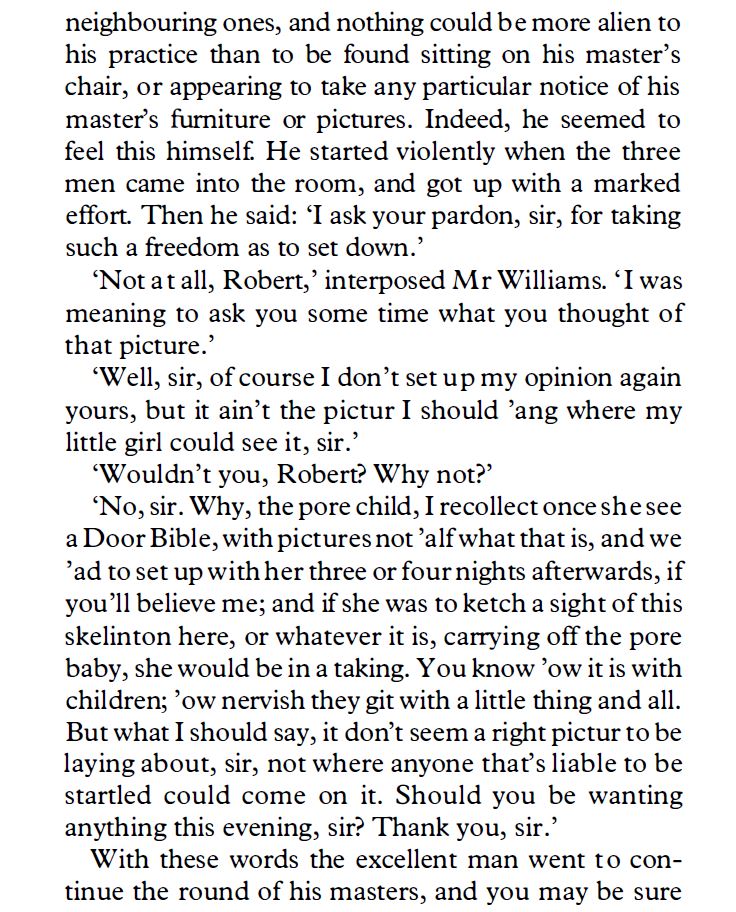 neighbouring ones, and nothing could be more alien to
his practice than to be found sitting on his master’s
chair, or appearing to take any particular notice of his
master’s furniture or pictures. Indeed, he seemed to
feel this himself. He started violently when the three
men came into the room, and got up with a marked
effort. Then he said: ‘I ask your pardon, sir, for taking
such a freedom as to set down.’
‘Not at all, Robert,’ interposed Mr Williams. ‘I was
meaning to ask you some time what you thought of
that picture.’
‘Well, sir, of course I don’t set up my opinion again
yours, but it ain’t the pictur I should ’ang where my
little girl could see it, sir.’
‘Wouldn’t you, Robert? Why not?’
‘No, sir. Why, the pore child, I recollect once she see
a Door Bible, with pictures not ’alf what that is, and we
’ad to set up with her three or four nights afterwards, if
you’ll believe me; and if she was to ketch a sight of this
skelinton here, or whatever it is, carrying off the pore
baby, she would be in a taking. You know ’ow it is with
children; ’ow nervish they git with a little thing and all.
But what I should say, it don’t seem a right pictur to be
laying about, sir, not where anyone that’s liable to be
startled could come on it. Should you be wanting
anything this evening, sir? Thank you, sir.’
With these words the excellent man went to con-
tinue the round of his masters, and you may be sure